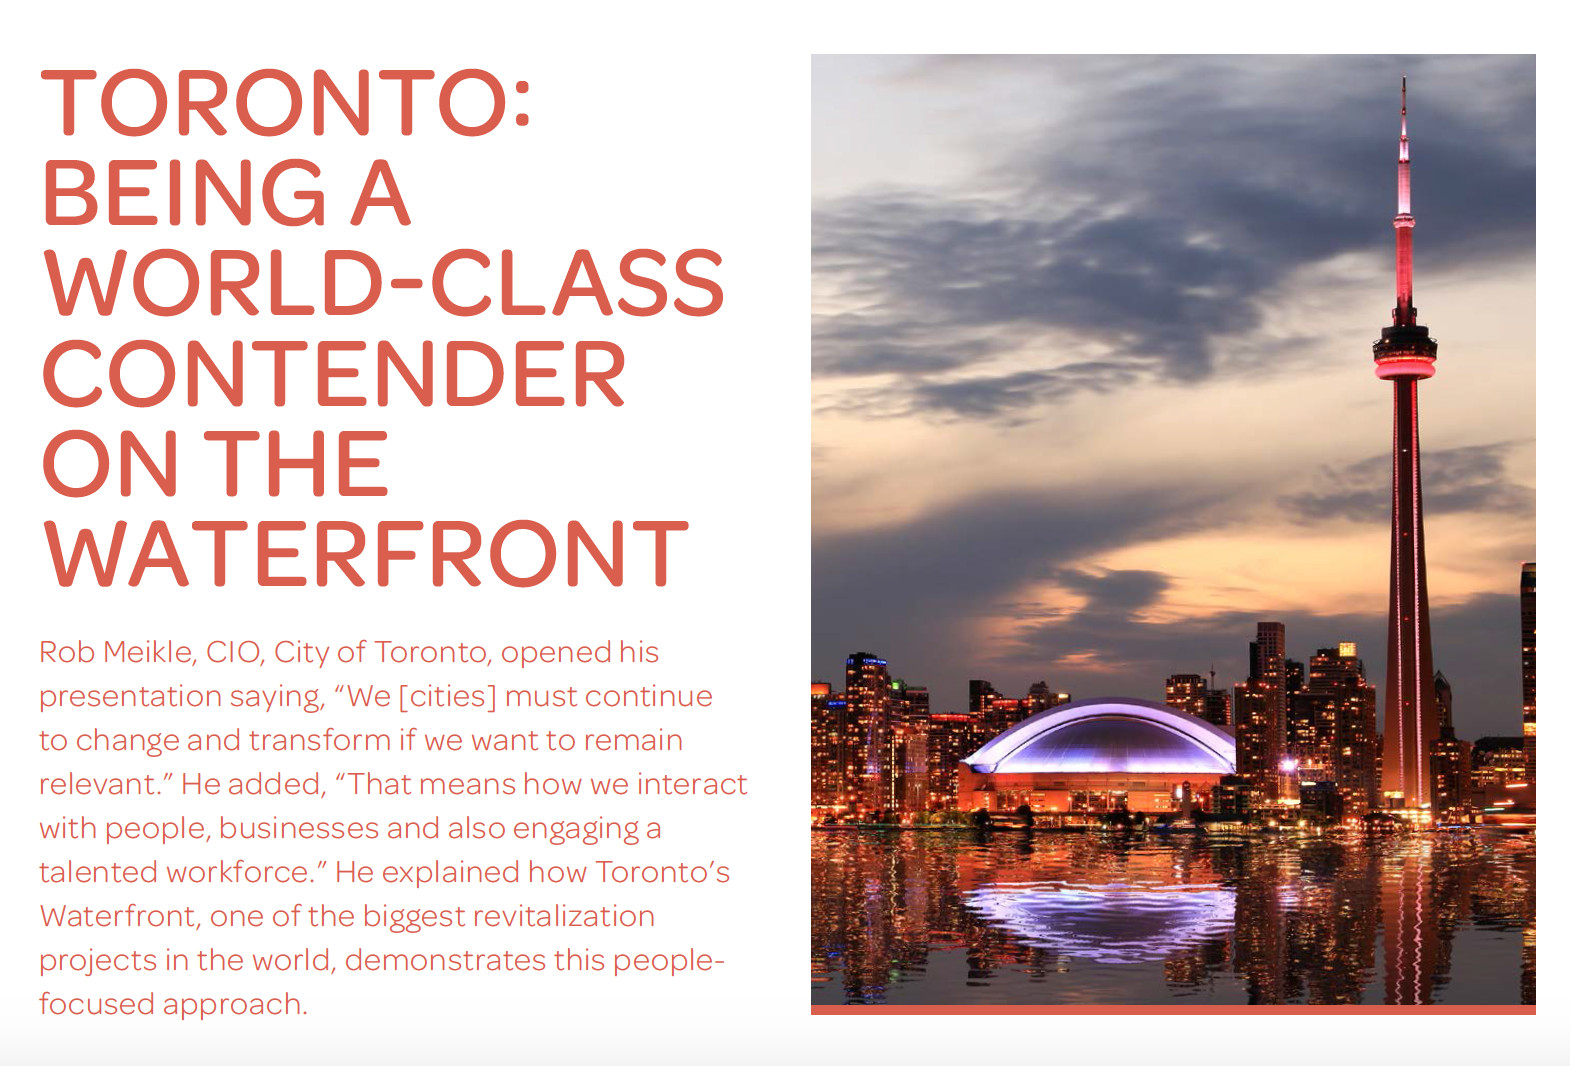 TORONTO:
BEING A
WORLD-CLASS
CONTENDER
ON THE
WATERFRONT
Rob Meikle, CIO, City of Toronto, opened his
presentation saying, “We [cities] must continue
to change and transform if we want to remain
relevant.” He added, “That means how we interact
with people, businesses and also engaging a
talented workforce.” He explained how Toronto’s
Waterfront, one of the biggest revitalization
projects in the world, demonstrates this people-
focused approach.